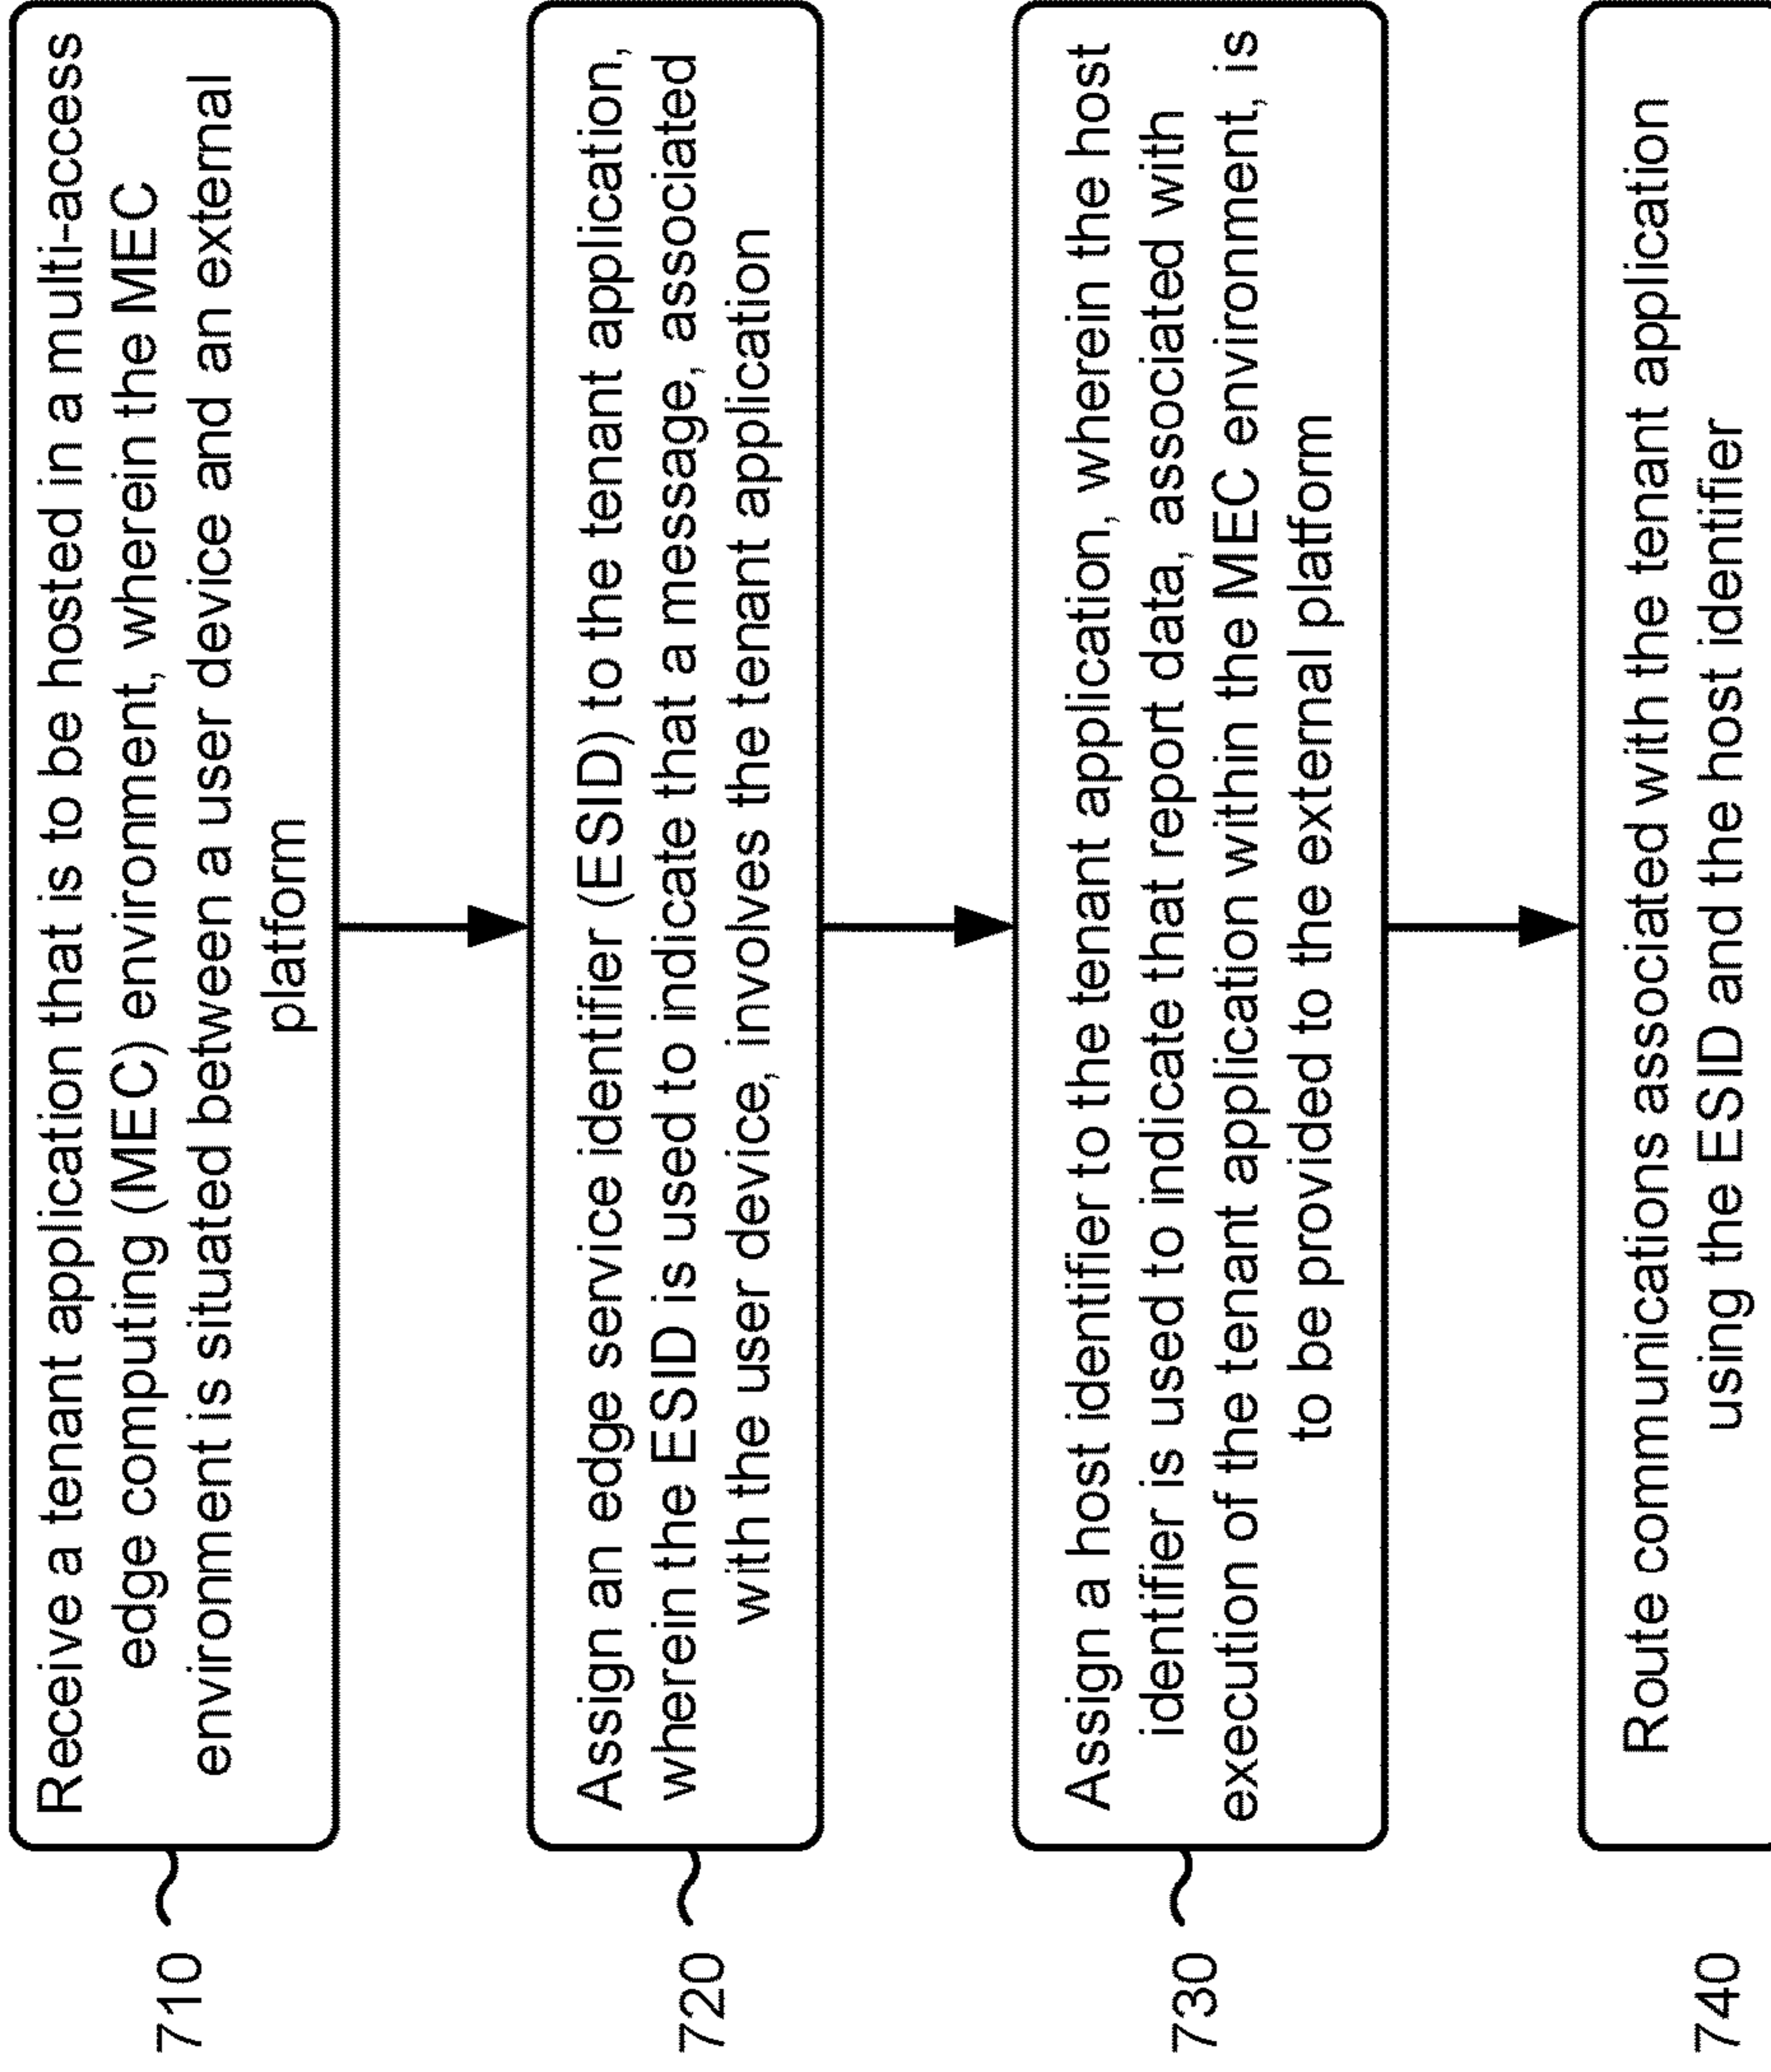 710
Receive a tenant application that is to be hosted in a multi-access
edge computing (MEC) environment, wherein the MEC
environment is situated between a user device and an external
platform
720
Assign an edge service identifier (ESID) to the tenant application,
wherein the ESID is used to indicate that a message, associated
with the user device, involves the tenant application
730
Assign a host identifier to the tenant application, wherein the host
identifier is used to indicate that report data, associated with
execution of the tenant application within the MEC environment, is
to be provided to the external platform
740
Route communications associated with the tenant application
using the ESID and the host identifier